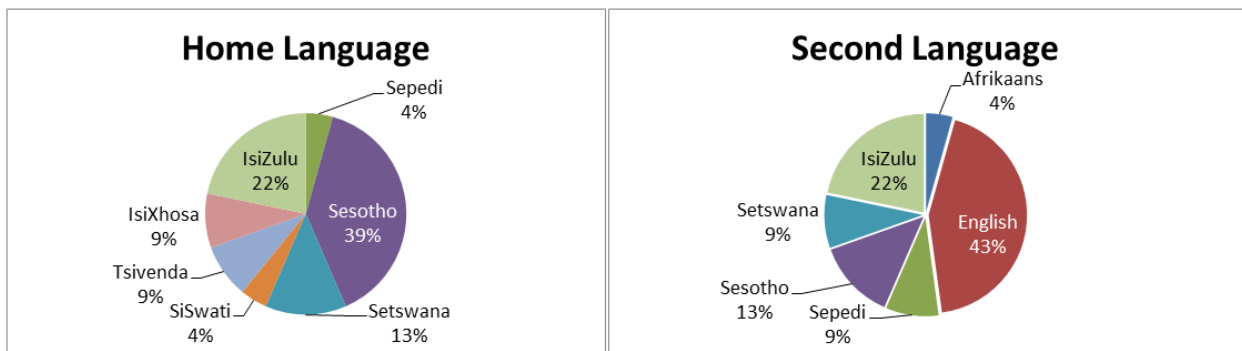 Home Language
Sepedi
4%
Sesotho
39%
Setswana
13%
SiSwati
4%
Tsivenda
9%
IsiXhosa
9%
IsiZulu
22%
Second Language
Afrikaans
4%
English
43%
Sepedi
9%
Sesotho
13%
Setswana
9%
IsiZulu
22%